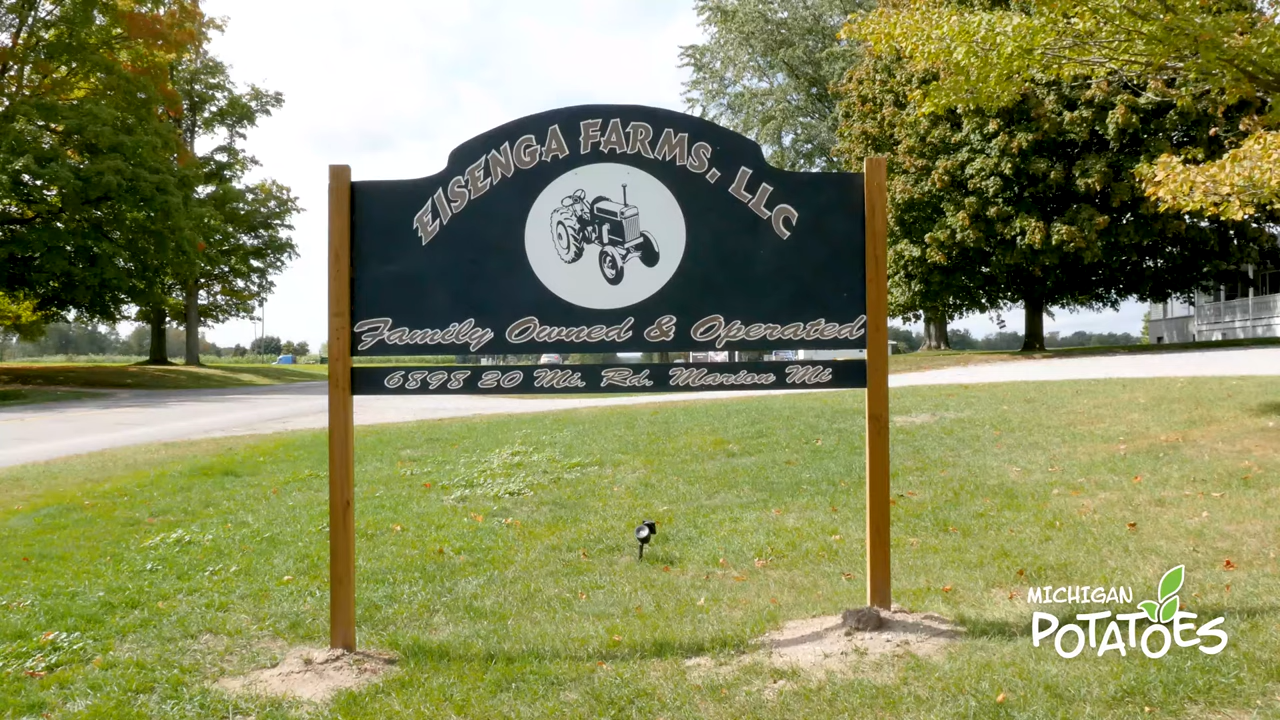 EISENGA FARMS, LLC
Family Owned & Operated
6898 20 Mi. Rd. Marion Mi
MICHIGAN
POTATOES